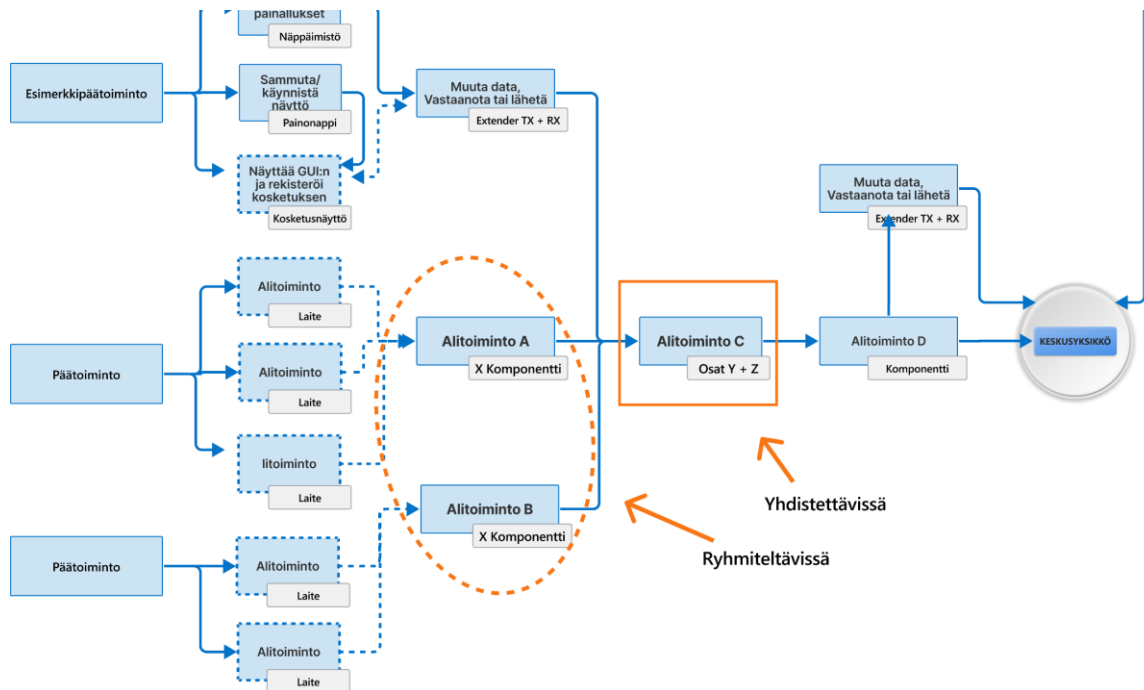 painallukset
Näppäimistö
Esimerkkipäätoiminto
Sammuta/
käynnistä
näyttö
Painonappi
Muuta data,
Vastaanota tai lähetä
Extender TX + RX
Näyttää GUI:n
ja rekisteröi
kosketuksen
Kosketusnäyttö
Muuta data,
Vastaanota tai lähetä
Extender TX + RX
Alitoiminto
Laite
Päätoiminto
Alitoiminto
Laite
Iitoiminto
Laite
Alitoiminto A
X Komponentti
Alitoiminto C
Osat Y + Z
Alitoiminto D
Komponentti
KESKUSYKSIKKÖ
Alitoiminto B
X Komponentti
Yhdistettävissä
Ryhmiteltävissä
Päätoiminto
Alitoiminto
Laite
Alitoiminto
Laite